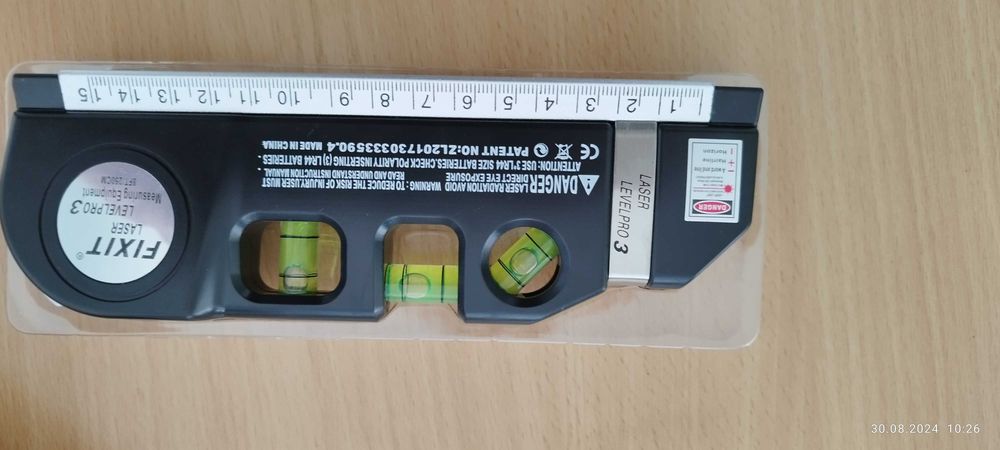 FIXIT®
LASER
LEVELPRO 3
Measuring Equipment
8FT/250CM
DANGER LASER RADIATION AVOID DIRECT EYE EXPOSURE
WARNING: TO REDUCE THE RISK OF INJURY.USER MUST
READ AND UNDERSTAND INSTRUCTION MANUAL
ATTENTION: USE 3*LR44 SIZE BATTERIES.CHECK POLARITY INSERTING (3) LR44 BATTERIES
CE PATENT NO:ZL201730333590.4 MADE IN CHINA
LASER
LEVELPRO 3
DANGER
1 2 3 4 5 6 7 8 9 10 11 12 13 14 15
30.08.2024 10:26